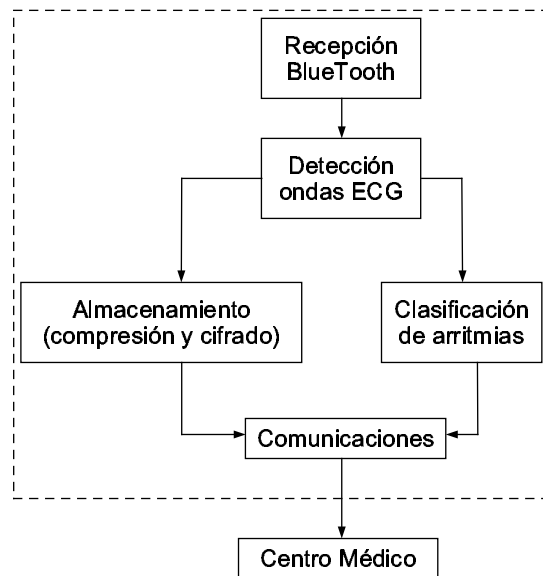 Recepción
BlueTooth
Detección
ondas ECG
Almacenamiento
(compresión y cifrado)
Clasificación
de arritmias
Comunicaciones
Centro Médico